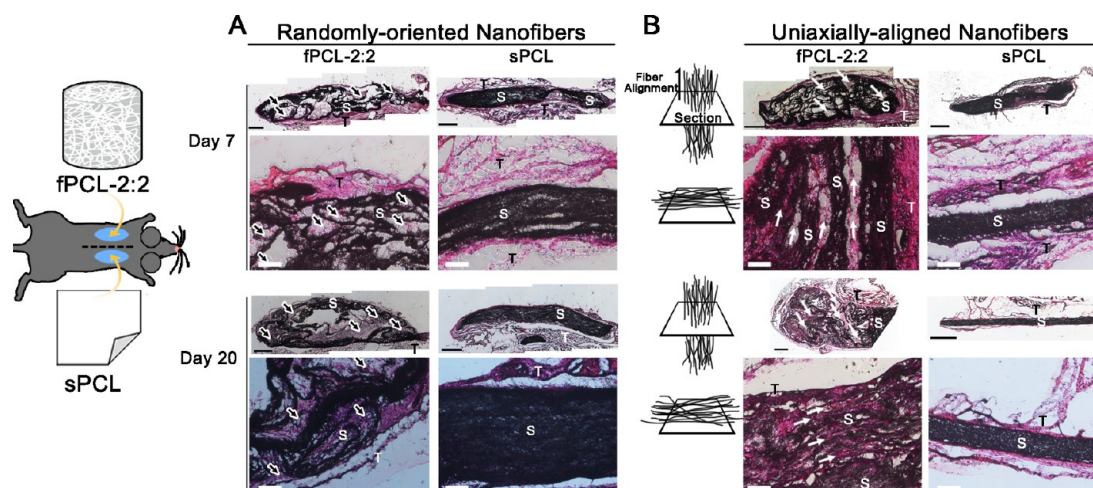 A Randomly-oriented Nanofibers
fPCL-2:2 sPCL
B Uniaxially-aligned Nanofibers
fPCL-2:2 sPCL
fPCL-2:2
sPCL
Day 7
S
T
T
S
S
T
T
S
T
S
T
Day 20
S
T
S
T
S
T
T
S
Fiber
Alignment
Section
S
T
S
S
S
S
S
T
T
S
T
T
S
S
T
S
T
S
S
T
S